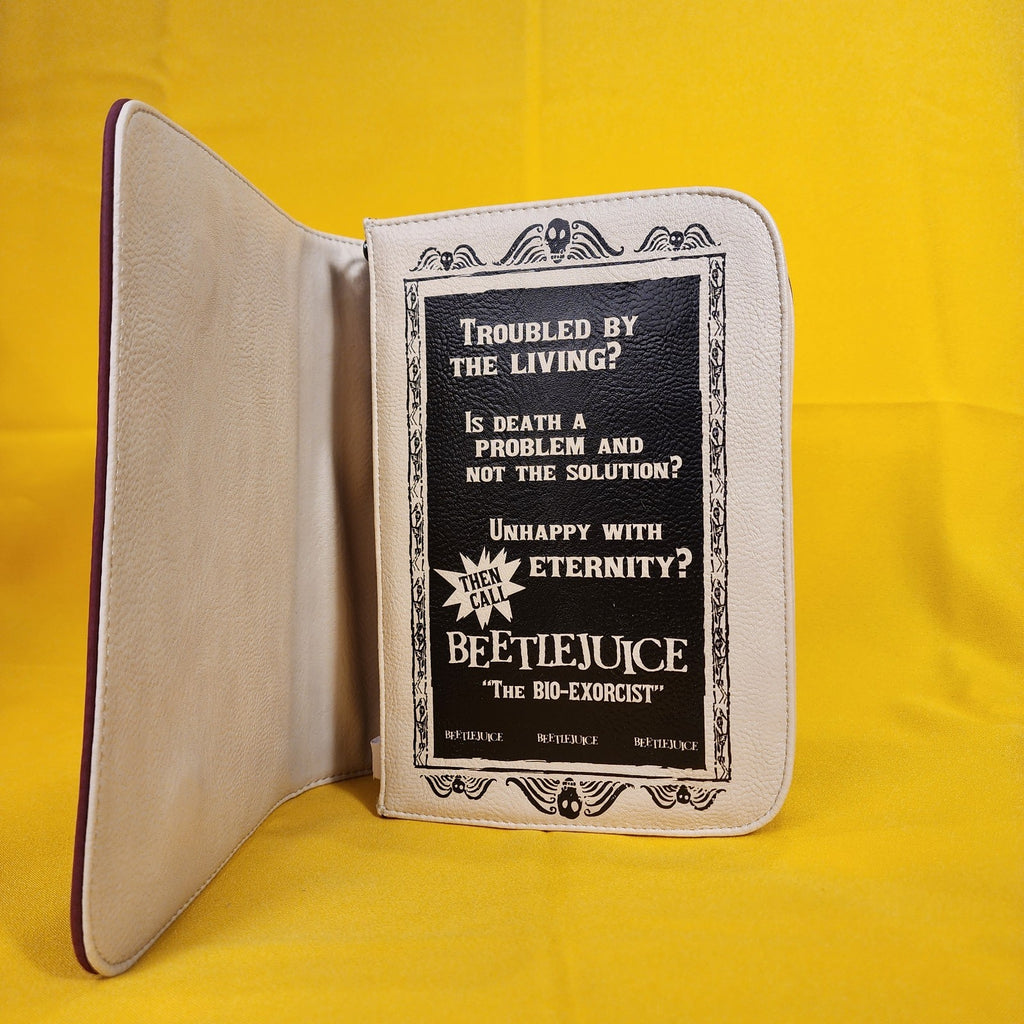 Troubled by
the living?
Is death a
problem and
not the solution?
Unhappy with
eternity?
THEN
CALL
BEETLEJUICE
"The BIO-EXORCIST"
BEETLEJUICE BEETLEJUICE BEETLEJUICE